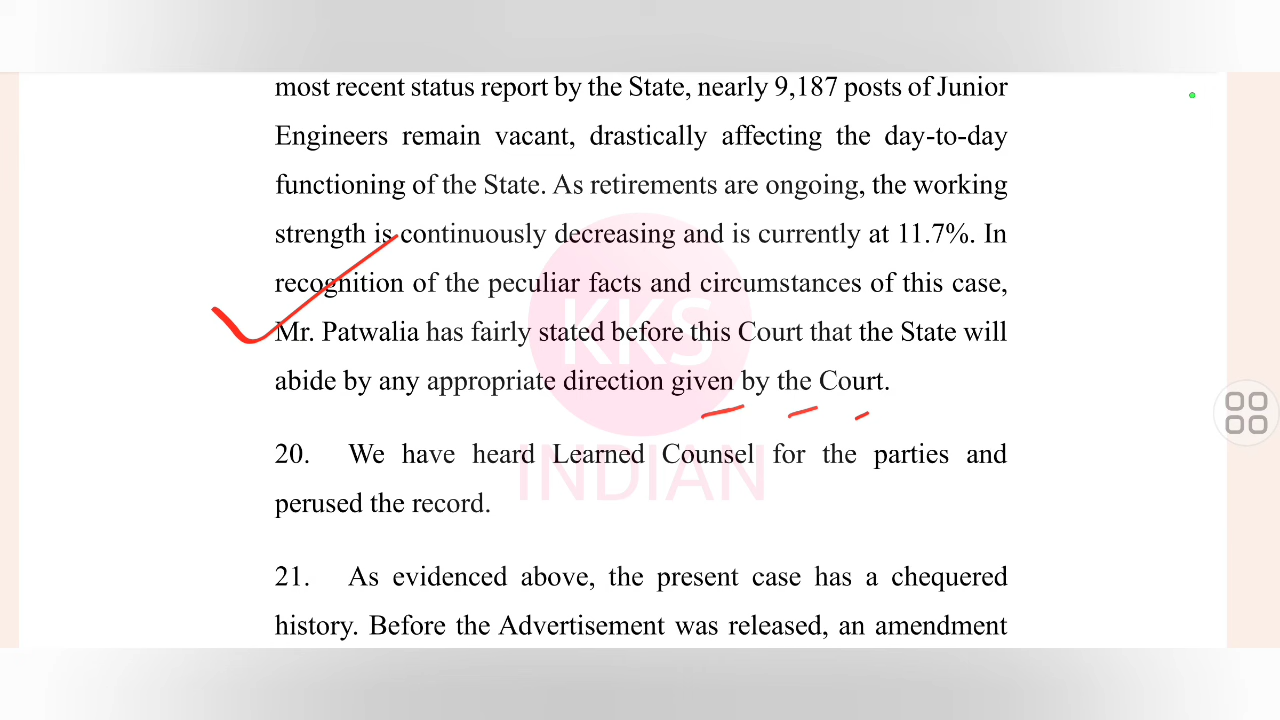 most recent status report by the State, nearly 9,187 posts of Junior
Engineers remain vacant, drastically affecting the day-to-day
functioning of the State. As retirements are ongoing, the working
strength is continuously decreasing and is currently at 11.7%. In
recognition of the peculiar facts and circumstances of this case,
Mr. Patwalia has fairly stated before this Court that the State will
abide by any appropriate direction given by the Court.
20. We have heard Learned Counsel for the parties and
perused the record.
21. As evidenced above, the present case has a chequered
history. Before the Advertisement was released, an amendment
KKS
INDIAN